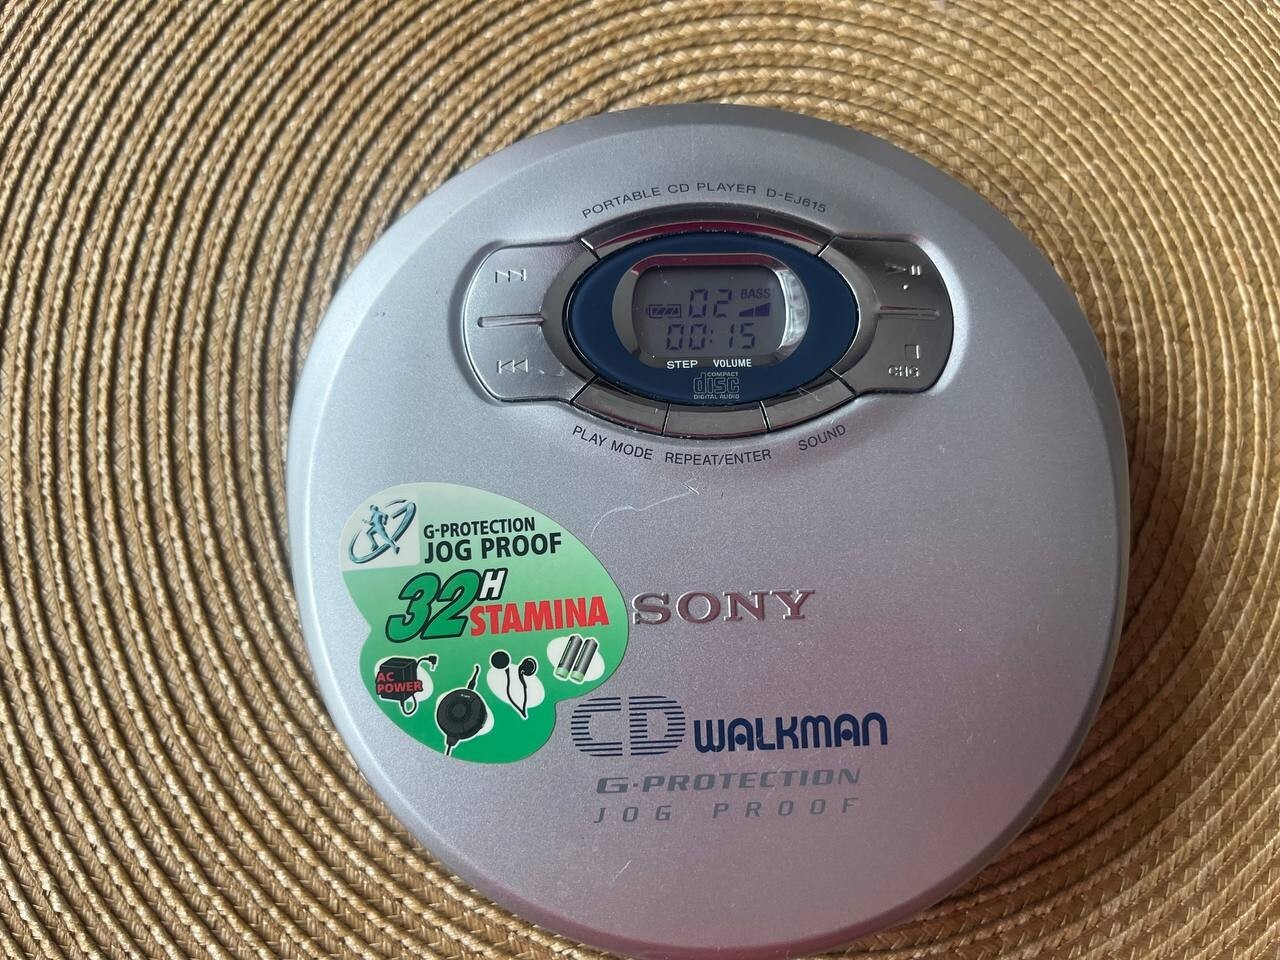 PORTABLE CD PLAYER D-EJ615
02 BASS
00:15
STEP VOLUME
COMPACT
disc
DIGITAL AUDIO
CHG
PLAY MODE REPEAT/ENTER SOUND
G-PROTECTION
JOG PROOF
32H
STAMINA
AC
POWER
SONY
CD WALKMAN
G-PROTECTION
JOG PROOF